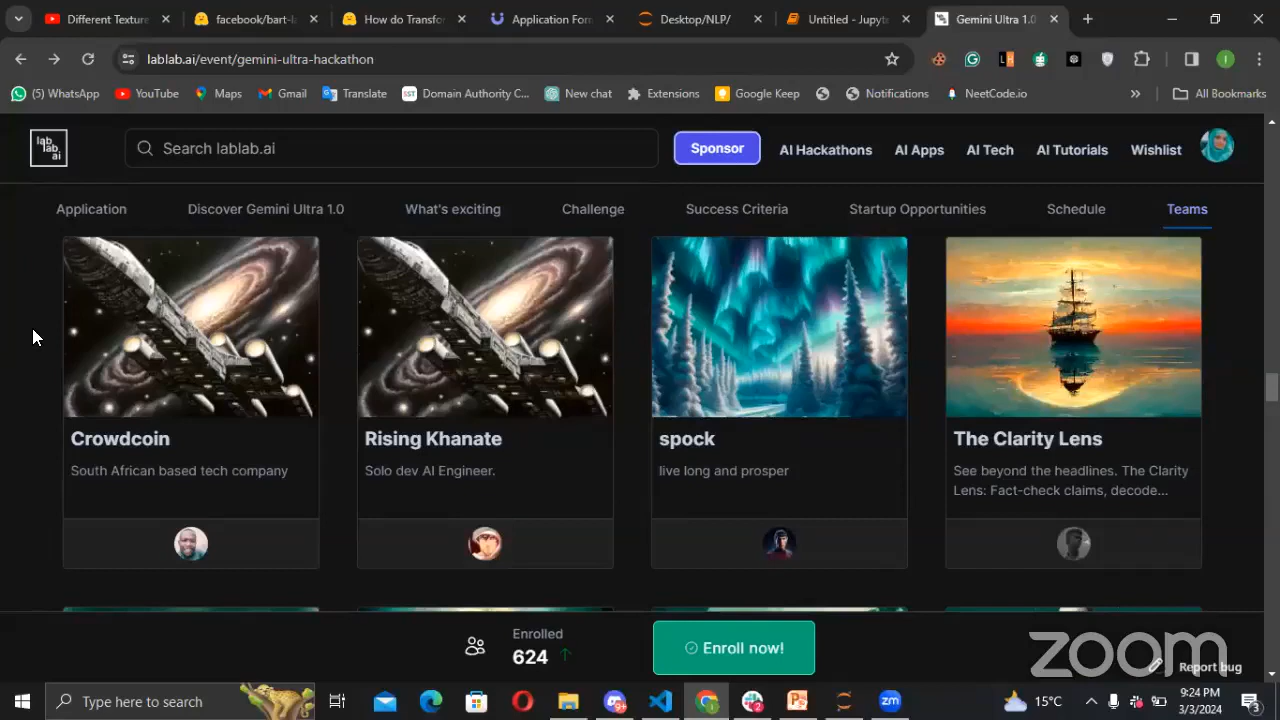 Different Texture
facebook/bart-l
How do Transfor
Application For
Desktop/NLP/
Untitled - Jupyte
Gemini Ultra 1.0
lablab.ai/event/gemini-ultra-hackathon
(5) WhatsApp
YouTube
Maps
Gmail
Translate
SST
Domain Authority C...
New chat
Extensions
Google Keep
Notifications
NeetCode.io
»
All Bookmarks
lab
lab
ai
Search lablab.ai
Sponsor
AI Hackathons
AI Apps
AI Tech
AI Tutorials
Wishlist
Application
Discover Gemini Ultra 1.0
What's exciting
Challenge
Success Criteria
Startup Opportunities
Schedule
Teams
Crowdcoin
South African based tech company
Rising Khanate
Solo dev AI Engineer.
spock
live long and prosper
The Clarity Lens
See beyond the headlines. The Clarity
Lens: Fact-check claims, decode...
Enrolled
624
Enroll now!
zoom
Report bug
Type here to search
9+
2
zm
15°C
9:24 PM
3/3/2024